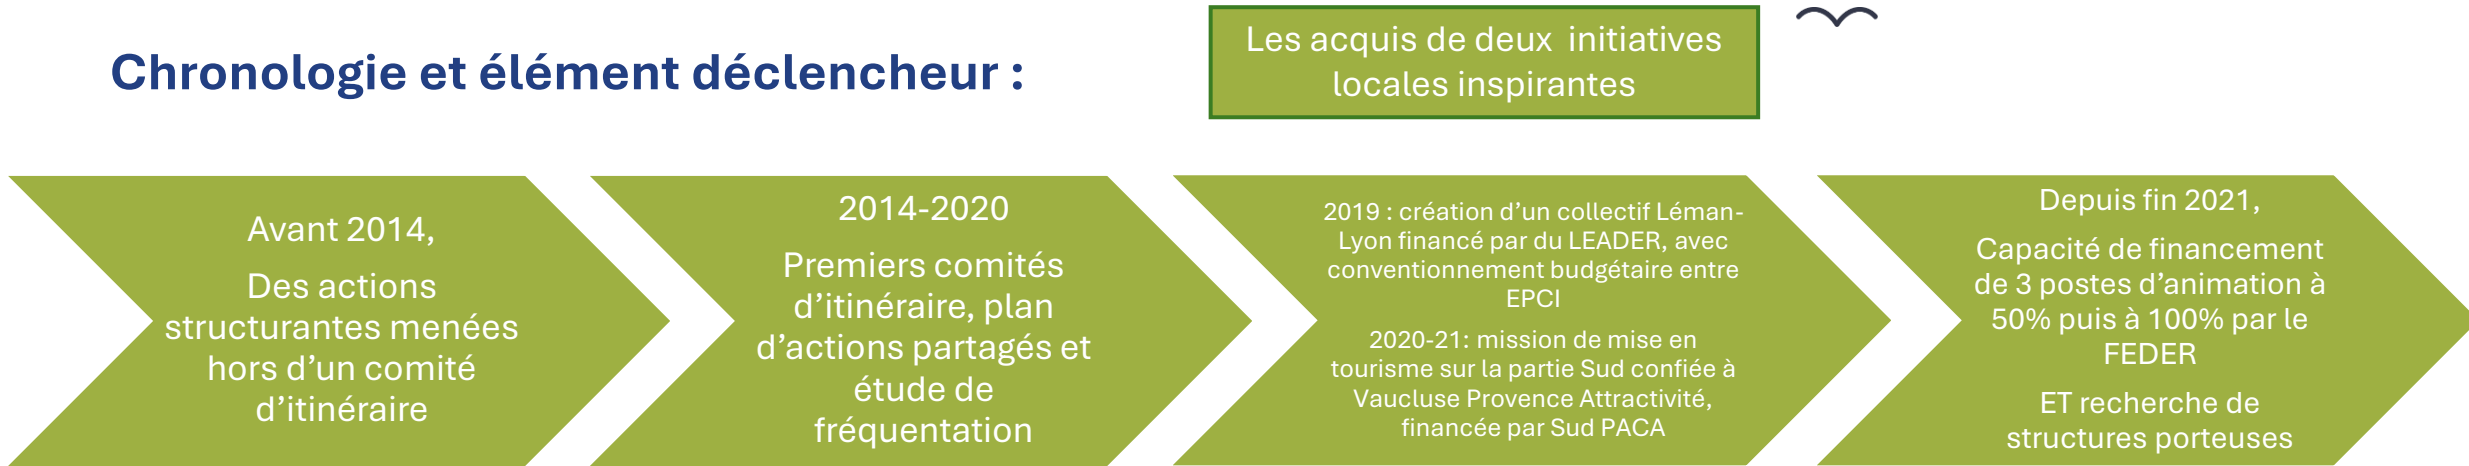 Chronologie et élément déclencheur :
Les acquis de deux initiatives
locales inspirantes
Avant 2014,
Des actions
structurantes menées
hors d’un comité
d’itinéraire
2014-2020
Premiers comités
d’itinéraire, plan
d’actions partagés et
étude de
fréquentation
2019 : création d’un collectif Léman-
Lyon financé par du LEADER, avec
conventionnement budgétaire entre
EPCI
2020-21: mission de mise en
tourisme sur la partie Sud confiée à
Vaucluse Provence Attractivité,
financée par Sud PACA
Depuis fin 2021,
Capacité de financement
de 3 postes d’animation à
50% puis à 100% par le
FEDER
ET recherche de
structures porteuses